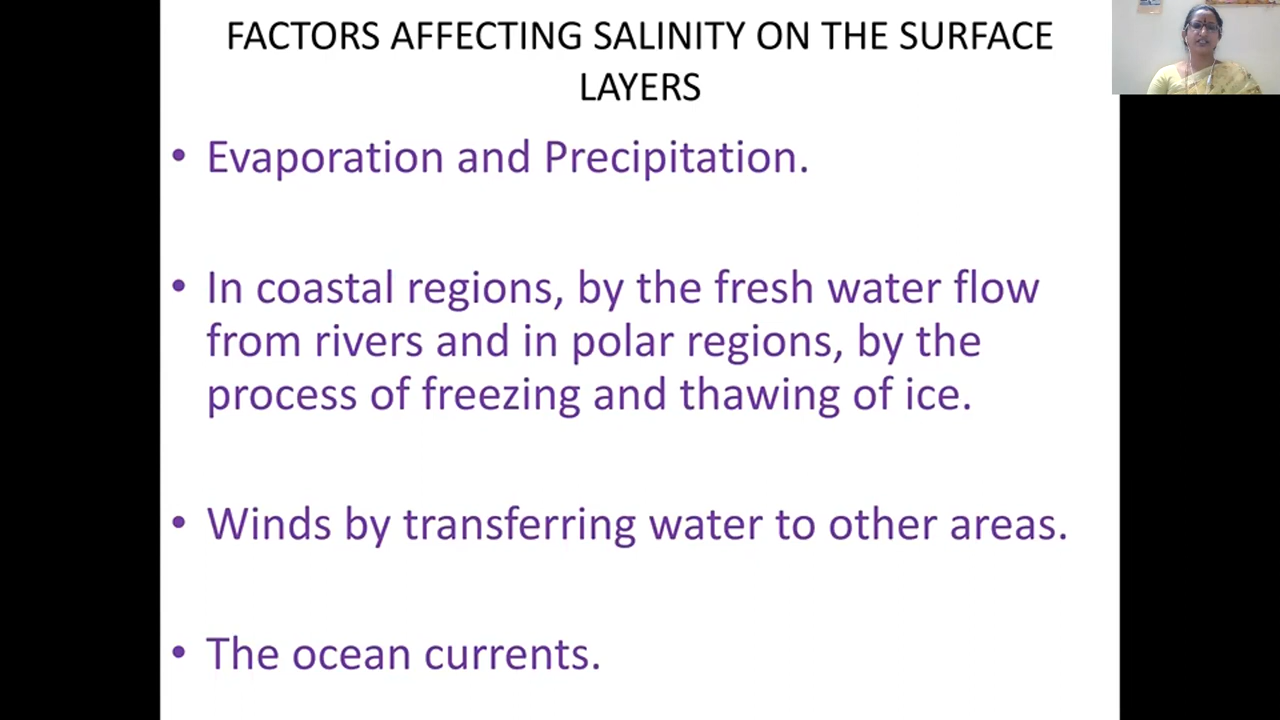 FACTORS AFFECTING SALINITY ON THE SURFACE
LAYERS
• Evaporation and Precipitation.
• In coastal regions, by the fresh water flow
from rivers and in polar regions, by the
process of freezing and thawing of ice.
• Winds by transferring water to other areas.
• The ocean currents.